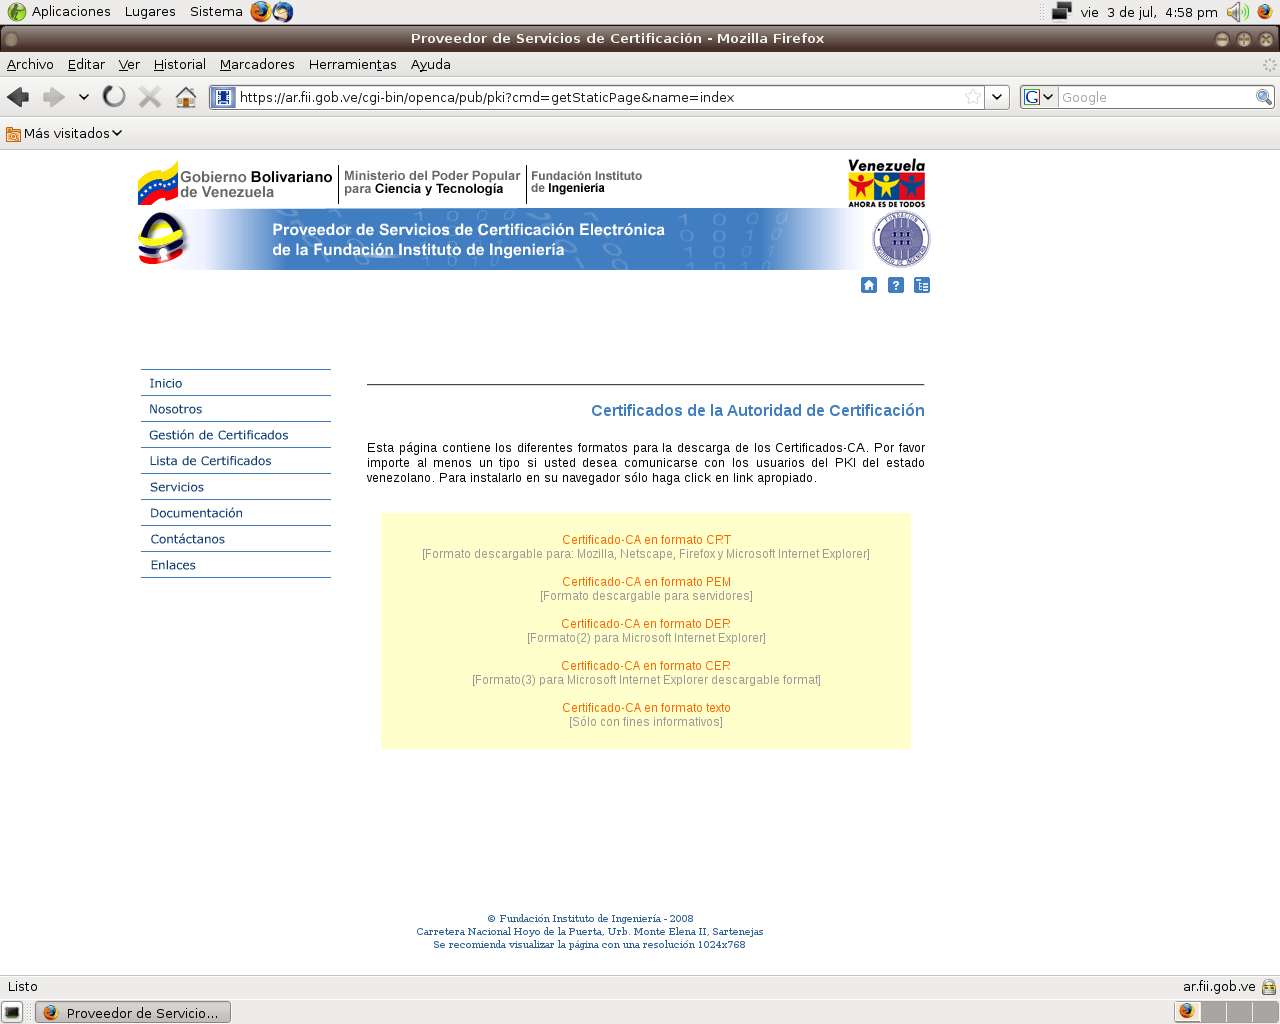 Aplicaciones Lugares Sistema
vie 3 de jul, 4:58 pm
Proveedor de Servicios de Certificación - Mozilla Firefox
Archivo Editar Ver Historial Marcadores Herramientas Ayuda
https://ar.fii.gob.ve/cgi-bin/openca/pub/pki?cmd=getStaticPage&name=index
G Google
Más visitados
Gobierno Bolivariano
de Venezuela
Ministerio del Poder Popular
para Ciencia y Tecnología
Fundación Instituto
de Ingeniería
Venezuela
AHORA ES DE TODOS
Proveedor de Servicios de Certificación Electrónica
de la Fundación Instituto de Ingeniería
FUNDACIÓN
INSTITUTO DE INGENIERIA
?
Inicio
Nosotros
Gestión de Certificados
Lista de Certificados
Servicios
Documentación
Contáctanos
Enlaces
Certificados de la Autoridad de Certificación
Esta página contiene los diferentes formatos para la descarga de los Certificados-CA. Por favor
importe al menos un tipo si usted desea comunicarse con los usuarios del PKI del estado
venezolano. Para instalarlo en su navegador sólo haga click en link apropiado.
Certificado-CA en formato CRT
[Formato descargable para: Mozilla, Netscape, Firefox y Microsoft Internet Explorer]
Certificado-CA en formato PEM
[Formato descargable para servidores]
Certificado-CA en formato DER
[Formato(2) para Microsoft Internet Explorer]
Certificado-CA en formato CER
[Formato(3) para Microsoft Internet Explorer descargable format]
Certificado-CA en formato texto
[Sólo con fines informativos]
© Fundación Instituto de Ingeniería - 2008
Carretera Nacional Hoyo de la Puerta, Urb. Monte Elena II, Sartenejas
Se recomienda visualizar la página con una resolución 1024x768
Listo
ar.fii.gob.ve
Proveedor de Servicio...